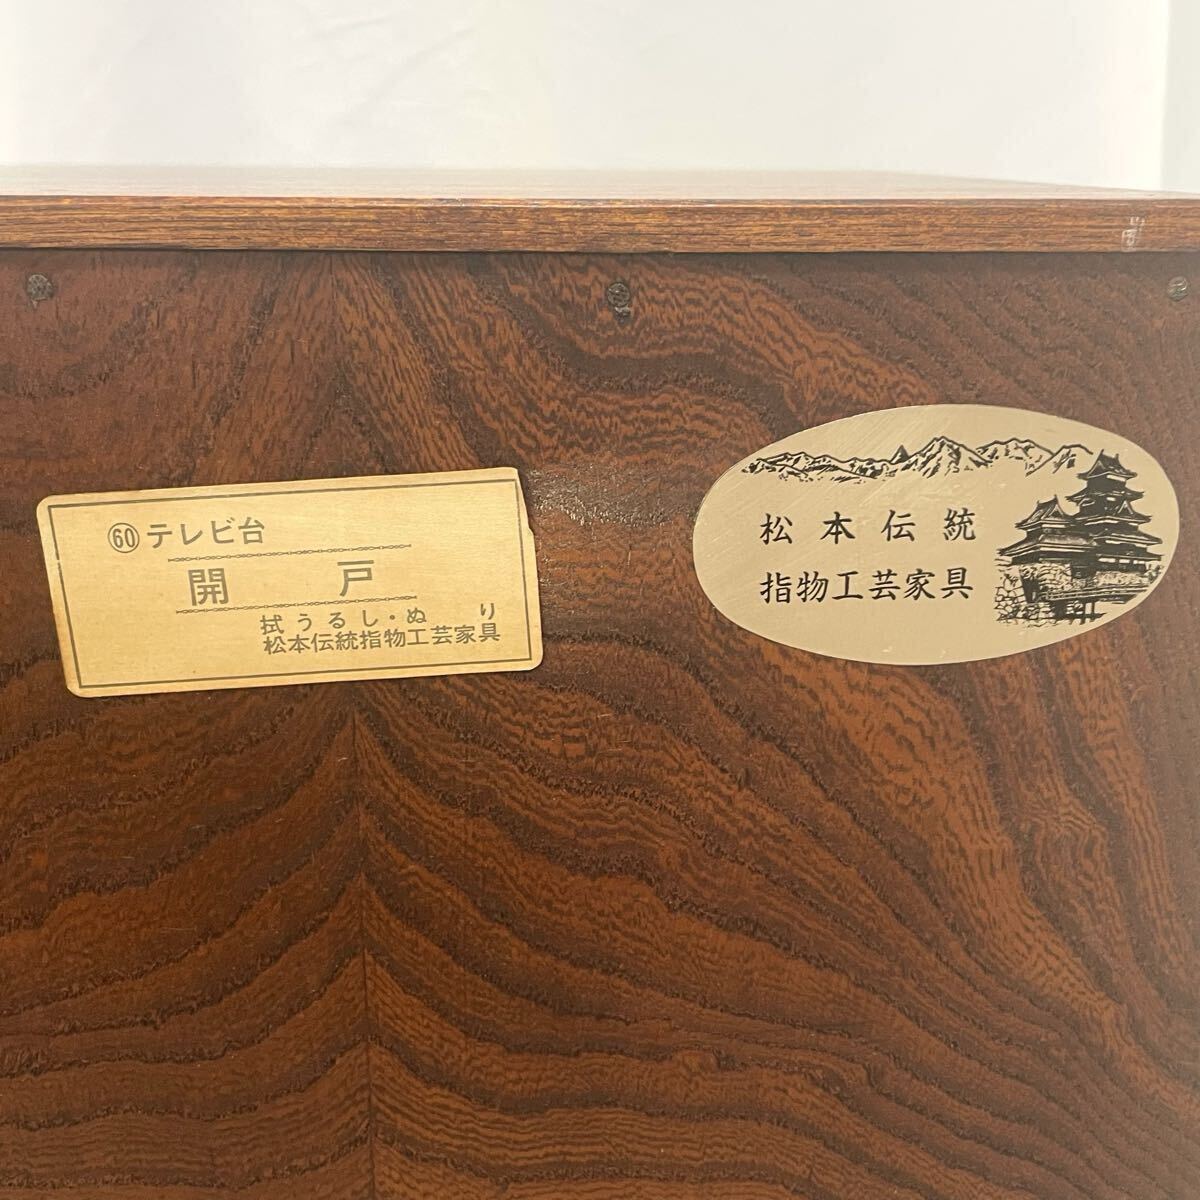 ㊿テレビ台
開戸
拭うるし・ぬり
松本伝統指物工芸家具
松本伝統
指物工芸家具